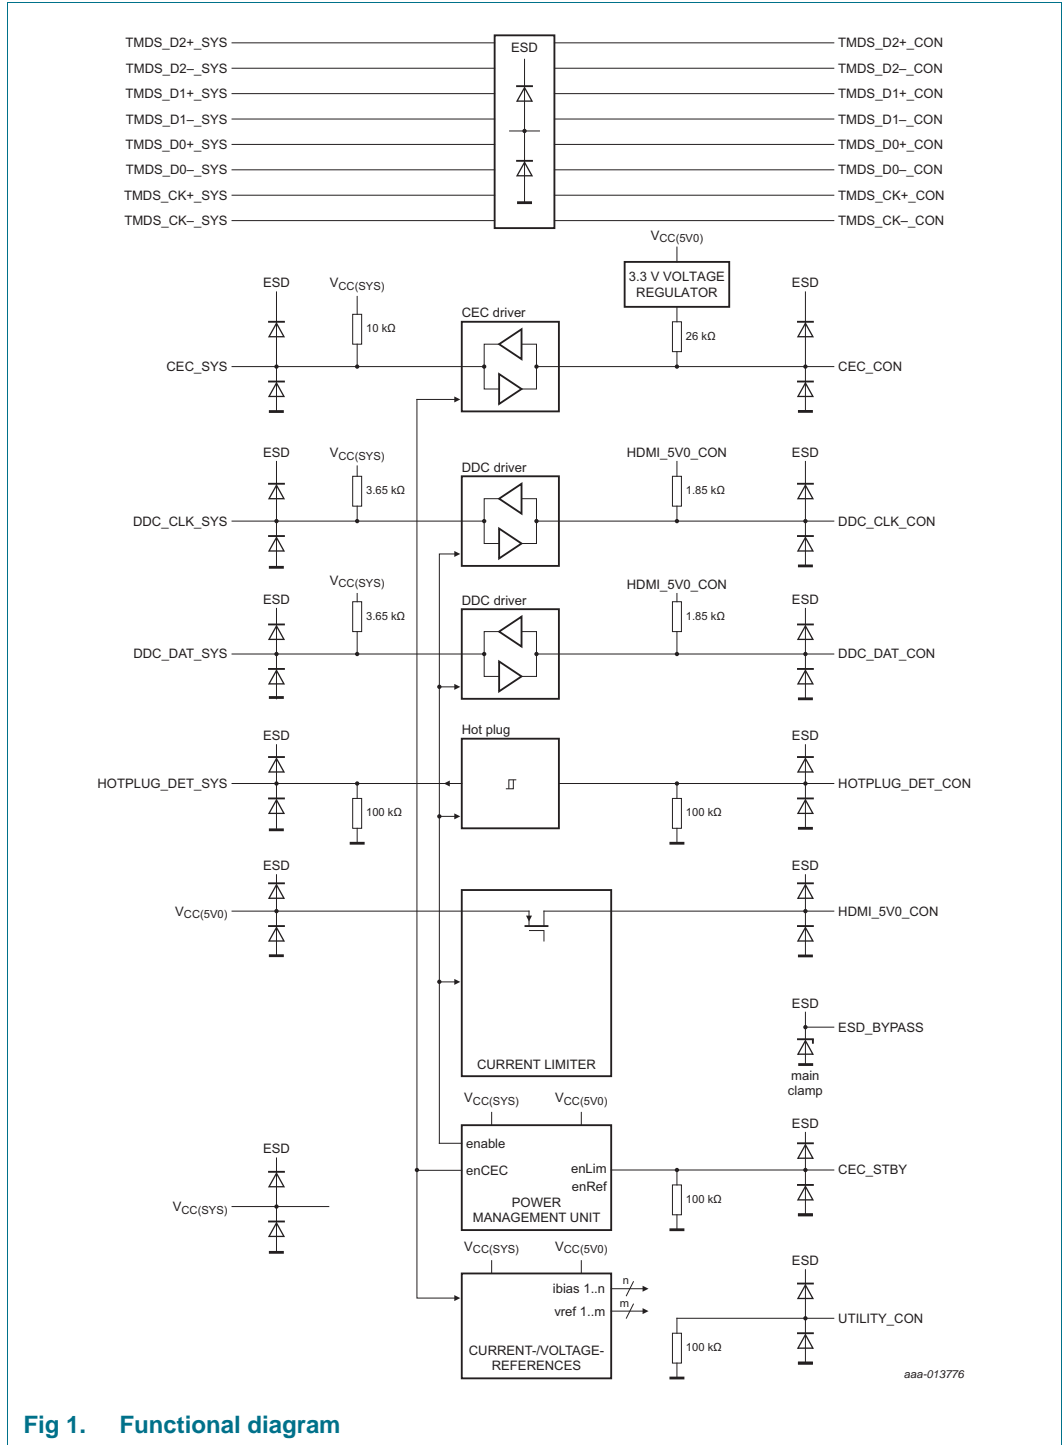 TMDS_D2+_SYS ESD TMDS_D2+_CON
TMDS_D2–_SYS TMDS_D2–_CON
TMDS_D1+_SYS TMDS_D1+_CON
TMDS_D1–_SYS TMDS_D1–_CON
TMDS_D0+_SYS TMDS_D0+_CON
TMDS_D0–_SYS TMDS_D0–_CON
TMDS_CK+_SYS TMDS_CK+_CON
TMDS_CK–_SYS TMDS_CK–_CON
VCC(5V0)
3.3 V VOLTAGE
REGULATOR
ESD VCC(SYS) ESD
CEC driver
10 kΩ 26 kΩ
CEC_SYS CEC_CON
ESD VCC(SYS) HDMI_5V0_CON ESD
DDC driver
3.65 kΩ 1.85 kΩ
DDC_CLK_SYS DDC_CLK_CON
VCC(SYS) HDMI_5V0_CON
ESD DDC driver ESD
3.65 kΩ 1.85 kΩ
DDC_DAT_SYS DDC_DAT_CON
ESD Hot plug ESD
HOTPLUG_DET_SYS HOTPLUG_DET_CON
100 kΩ 100 kΩ
ESD ESD
VCC(5V0) HDMI_5V0_CON
ESD
ESD_BYPASS
CURRENT LIMITER
main
clamp
VCC(SYS) VCC(5V0)
ESD
enable
ESD
enCEC enLim CEC_STBY
enRef
100 kΩ
VCC(SYS)
POWER
MANAGEMENT UNIT
VCC(SYS) VCC(5V0)
ESD
ibias 1..n n
vref 1..m m
UTILITY_CON
100 kΩ
CURRENT-/VOLTAGE-
REFERENCES
aaa-013776
Fig 1. Functional diagram